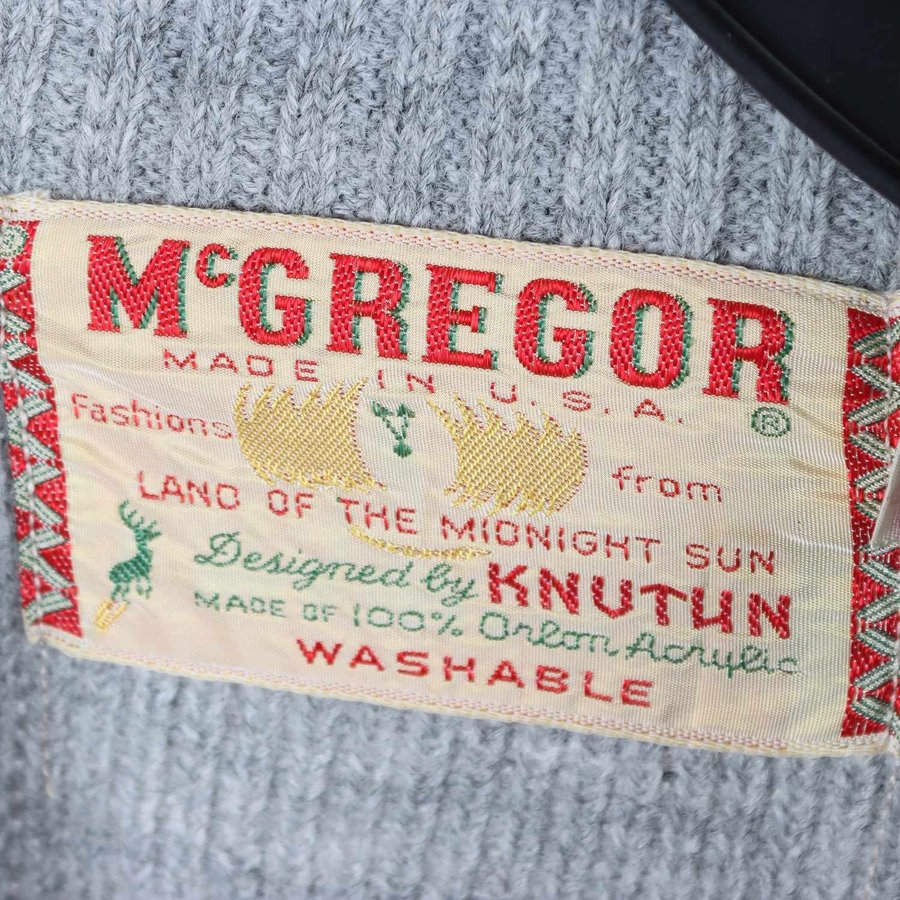 McGREGOR®
MADE IN U.S.A.
Fashions from
LAND OF THE MIDNIGHT SUN
Designed by KNUTUN
MADE OF 100% Orlon Acrylic
WASHABLE